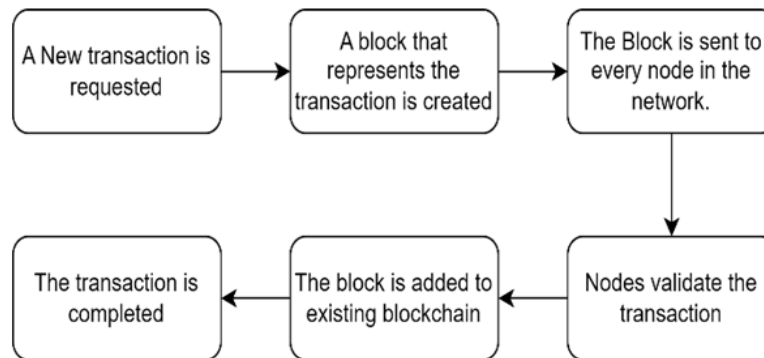 A New transaction is
requested
A block that
represents the
transaction is created
The Block is sent to
every node in the
network.
Nodes validate the
transaction
The block is added to
existing blockchain
The transaction is
completed